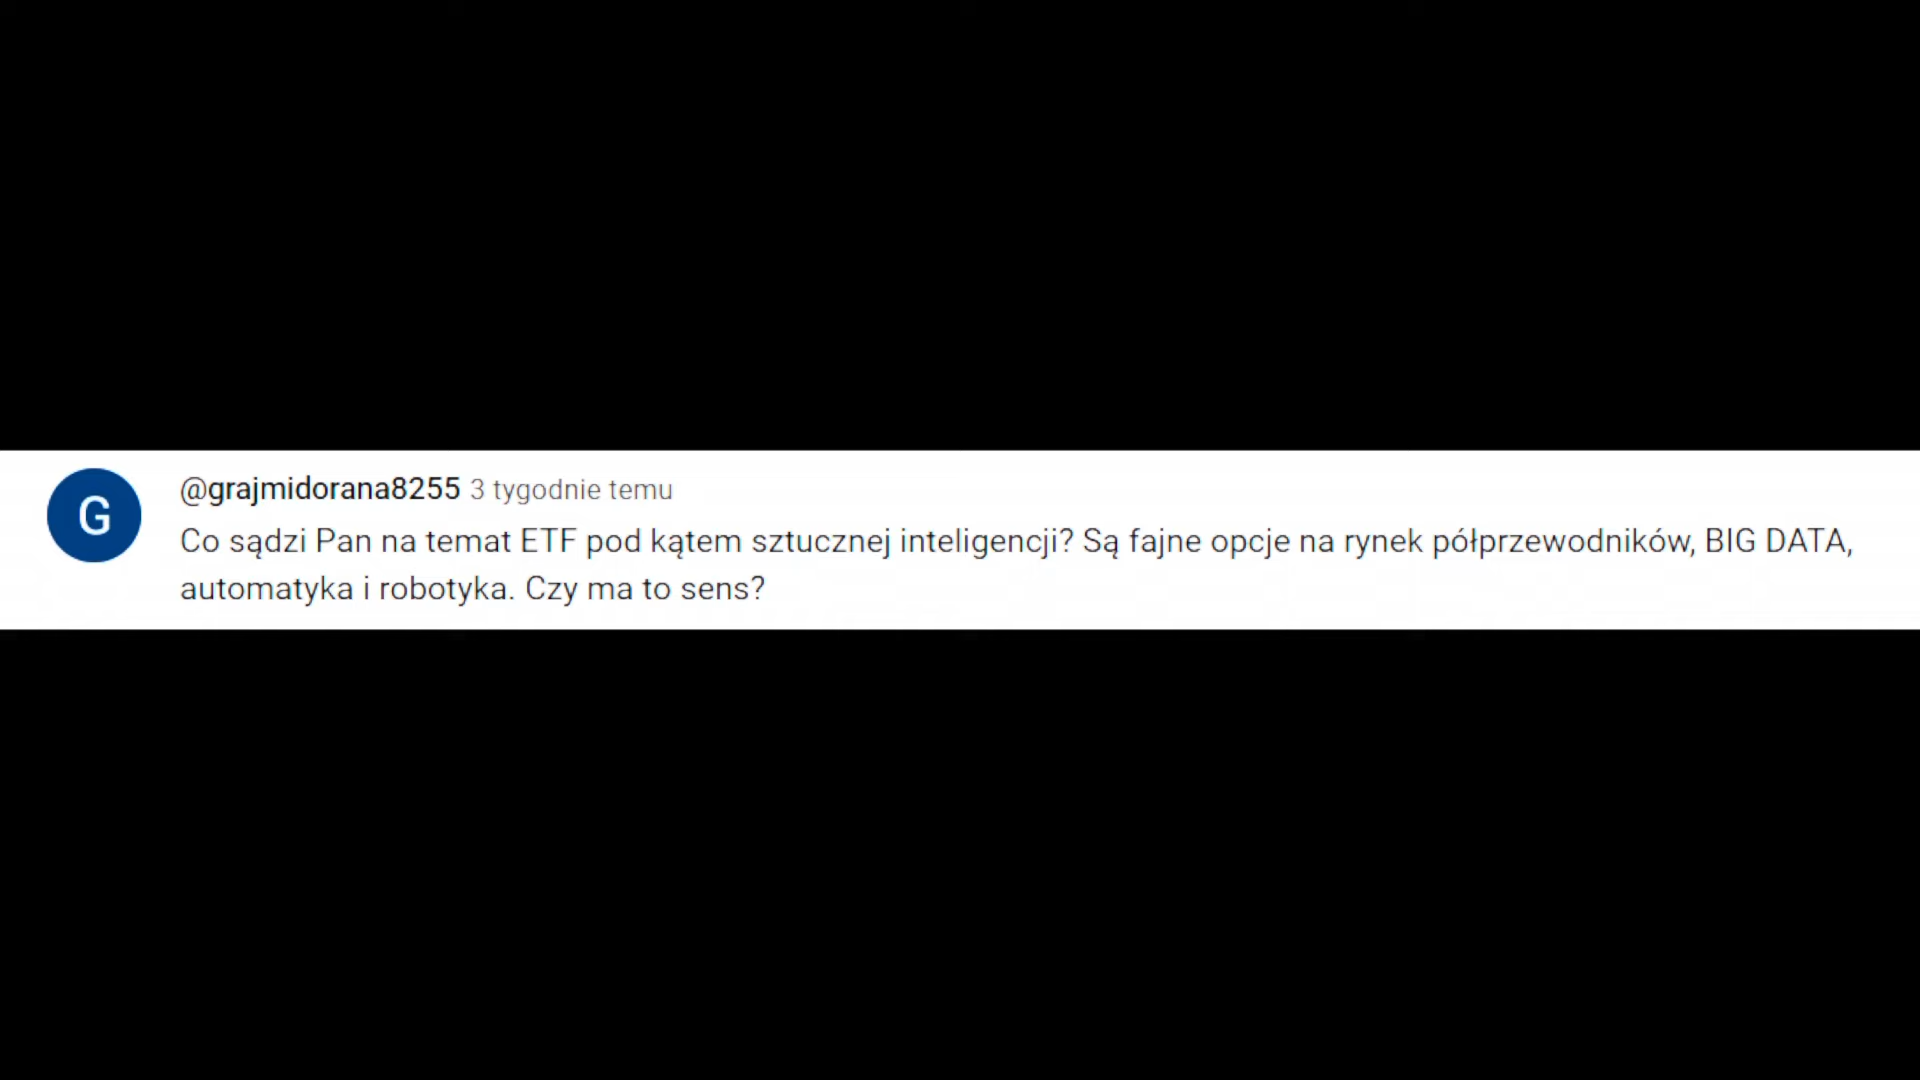 G
@grajmidorana8255 3 tygodnie temu
Co sądzi Pan na temat ETF pod kątem sztucznej inteligencji? Są fajne opcje na rynek półprzewodników, BIG DATA,
automatyka i robotyka. Czy ma to sens?